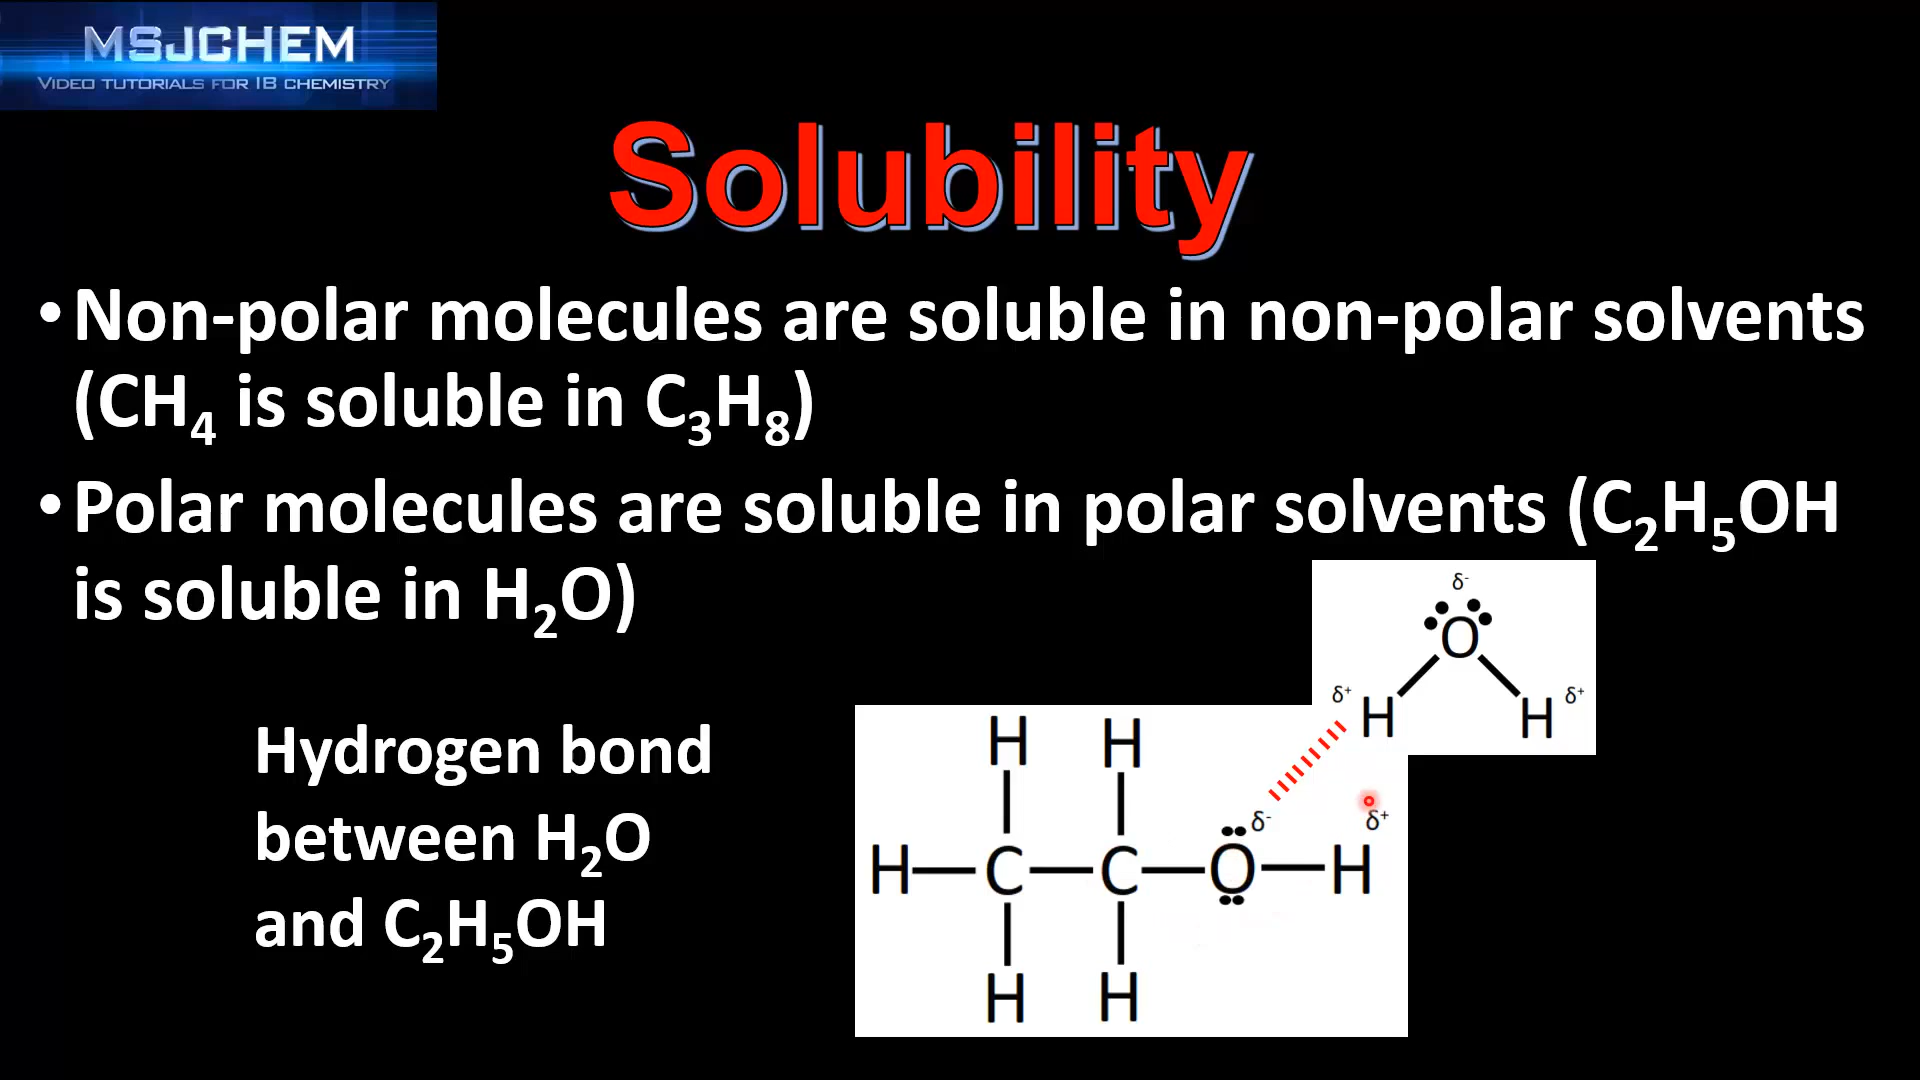 MSJCHEM
VIDEO TUTORIALS FOR IB CHEMISTRY
Solubility
•Non-polar molecules are soluble in non-polar solvents
(CH₄ is soluble in C₃H₈)
•Polar molecules are soluble in polar solvents (C₂H₅OH
is soluble in H₂O)
Hydrogen bond
between H₂O
and C₂H₅OH
δ⁻
O
δ⁺ H H δ⁺
H H
δ⁻ δ⁺
H C C O H
H H